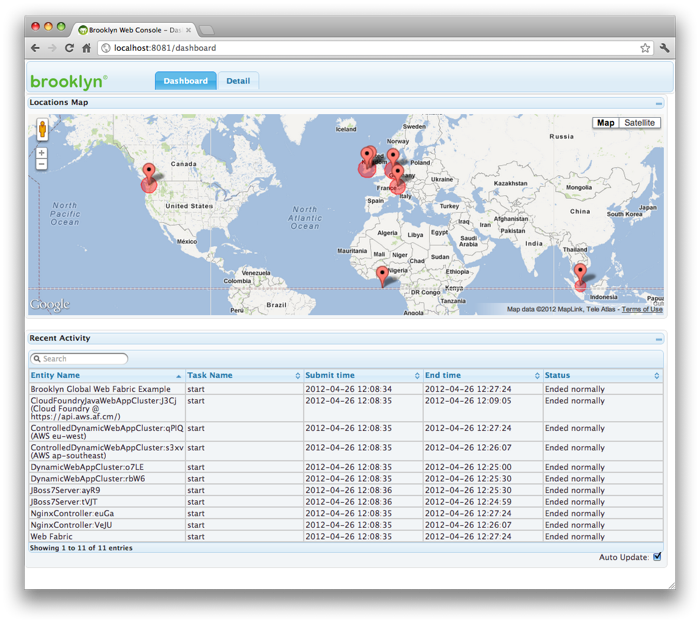 Brooklyn Web Console – Das
localhost:8081/dashboard
brooklyn
Dashboard
Detail
Locations Map
Map
Satellite
Iceland
Sweden
Norway
Russia
Canada
Poland
Ukraine
North
Pacific
Ocean
United States
North
Atlantic
Ocean
France
Spain
Kazakhstan
Mongolia
Turkey
China
Japan
South Korea
Iraq
Iran
Afghanistan
Pakistan
México
Algeria
Libya
Egypt
Saudi
Arabia
India
Thailand
Mauritania
Mali
Niger
Chad
Sudan
Nigeria
Ethiopia
Venezuela
Colombia
DR Congo
Kenya
Tanzania
Indonesia
Brazil
Perú
Angola
Google
Map data ©2012 MapLink, Tele Atlas - Terms of Use
Recent Activity
Search
Entity Name Task Name Submit time End time Status
Brooklyn Global Web Fabric Example start 2012-04-26 12:08:34 2012-04-26 12:27:24 Ended normally
CloudFoundryJavaWebAppCluster:J3Cj start 2012-04-26 12:08:35 2012-04-26 12:09:05 Ended normally
(Cloud Foundry @
https://api.aws.af.cm/)
ControlledDynamicWebAppCluster:qPlQ start 2012-04-26 12:08:35 2012-04-26 12:27:24 Ended normally
(AWS eu-west)
ControlledDynamicWebAppCluster:s3xv start 2012-04-26 12:08:35 2012-04-26 12:26:07 Ended normally
(AWS ap-southeast)
DynamicWebAppCluster:o7LE start 2012-04-26 12:08:35 2012-04-26 12:25:00 Ended normally
DynamicWebAppCluster:rbW6 start 2012-04-26 12:08:35 2012-04-26 12:25:30 Ended normally
JBoss7Server:ayR9 start 2012-04-26 12:08:36 2012-04-26 12:25:30 Ended normally
JBoss7Server:tVJT start 2012-04-26 12:08:36 2012-04-26 12:24:59 Ended normally
NginxController:euGa start 2012-04-26 12:08:35 2012-04-26 12:27:24 Ended normally
NginxController:VeJU start 2012-04-26 12:08:35 2012-04-26 12:26:07 Ended normally
Web Fabric start 2012-04-26 12:08:35 2012-04-26 12:27:24 Ended normally
Showing 1 to 11 of 11 entries
Auto Update: